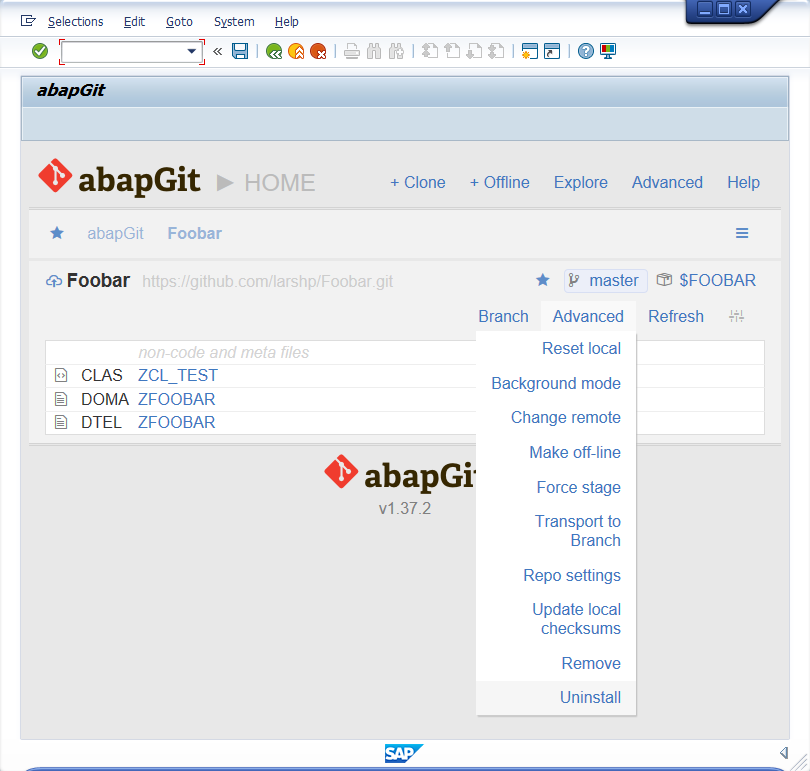 Selections Edit Goto System Help
«
abapGit
abapGit ▶ HOME + Clone + Offline Explore Advanced Help
abapGit Foobar
Foobar https://github.com/larshp/Foobar.git master $FOOBAR
Branch Advanced Refresh
non-code and meta files
CLAS ZCL_TEST
DOMA ZFOOBAR
DTEL ZFOOBAR
Reset local
Background mode
Change remote
Make off-line
Force stage
Transport to
Branch
Repo settings
Update local
checksums
Remove
Uninstall
abapGi
v1.37.2
SAP